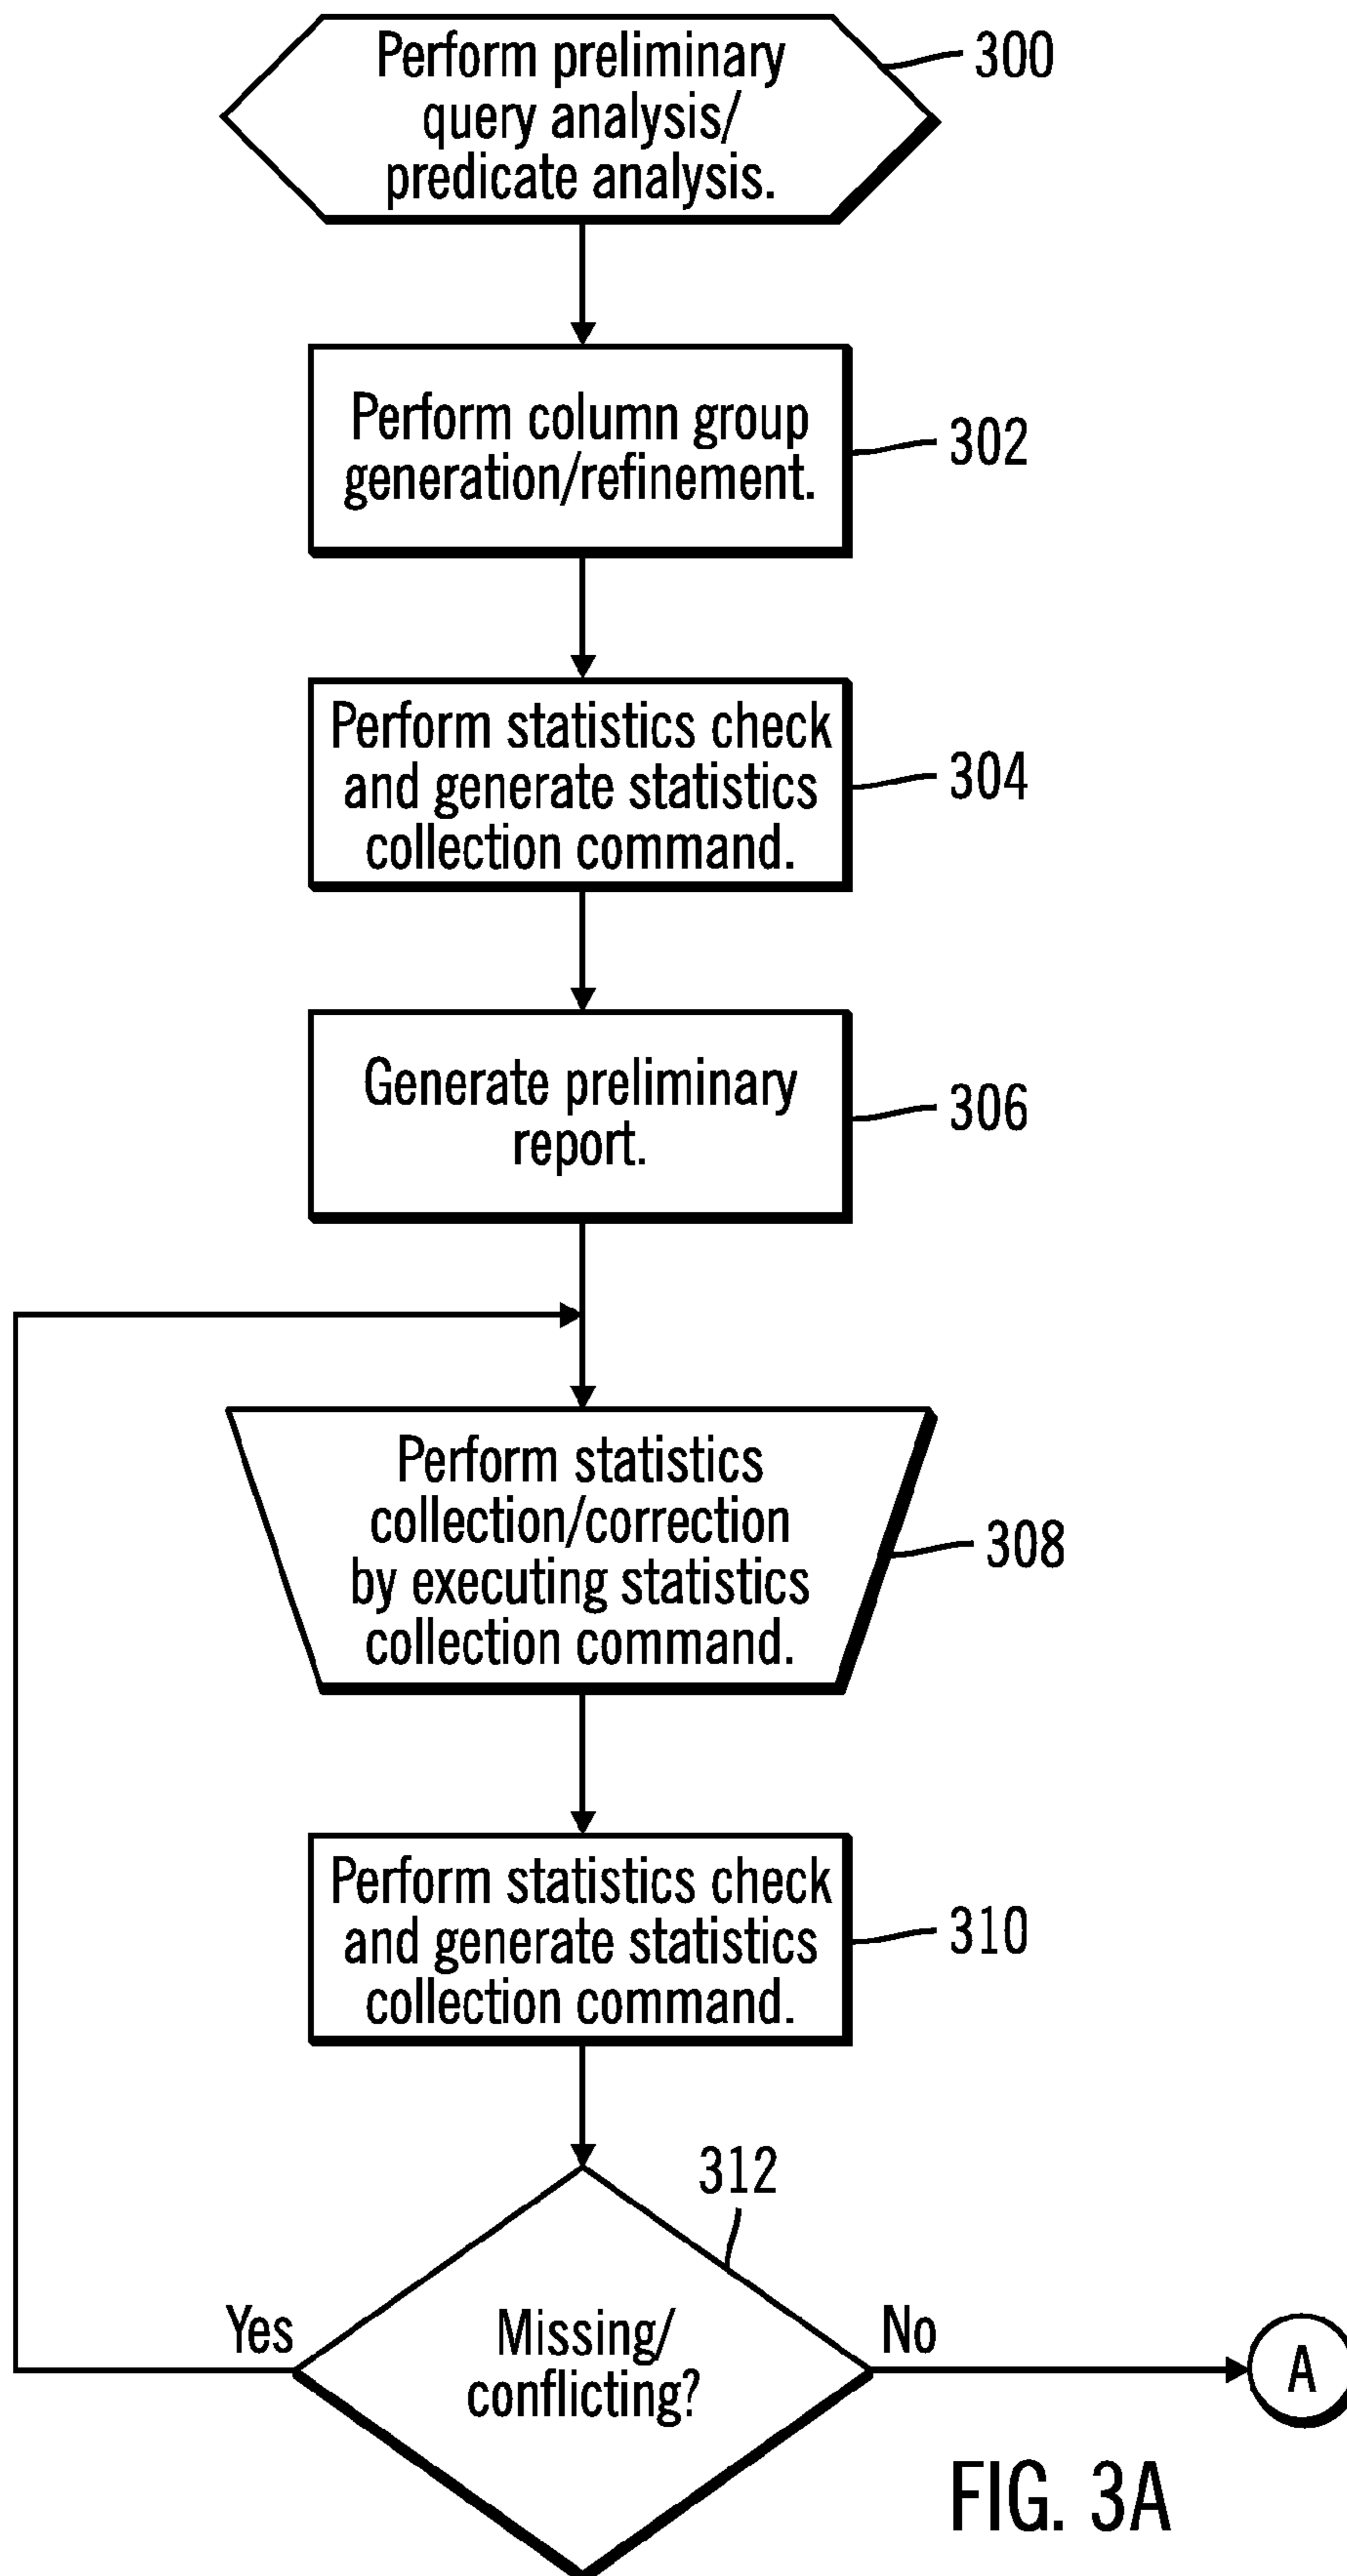 Perform preliminary
query analysis/
predicate analysis.
300
Perform column group
generation/refinement.
302
Perform statistics check
and generate statistics
collection command.
304
Generate preliminary
report.
306
Perform statistics
collection/correction
by executing statistics
collection command.
308
Perform statistics check
and generate statistics
collection command.
310
312
Yes
Missing/
conflicting?
No
A
FIG. 3A